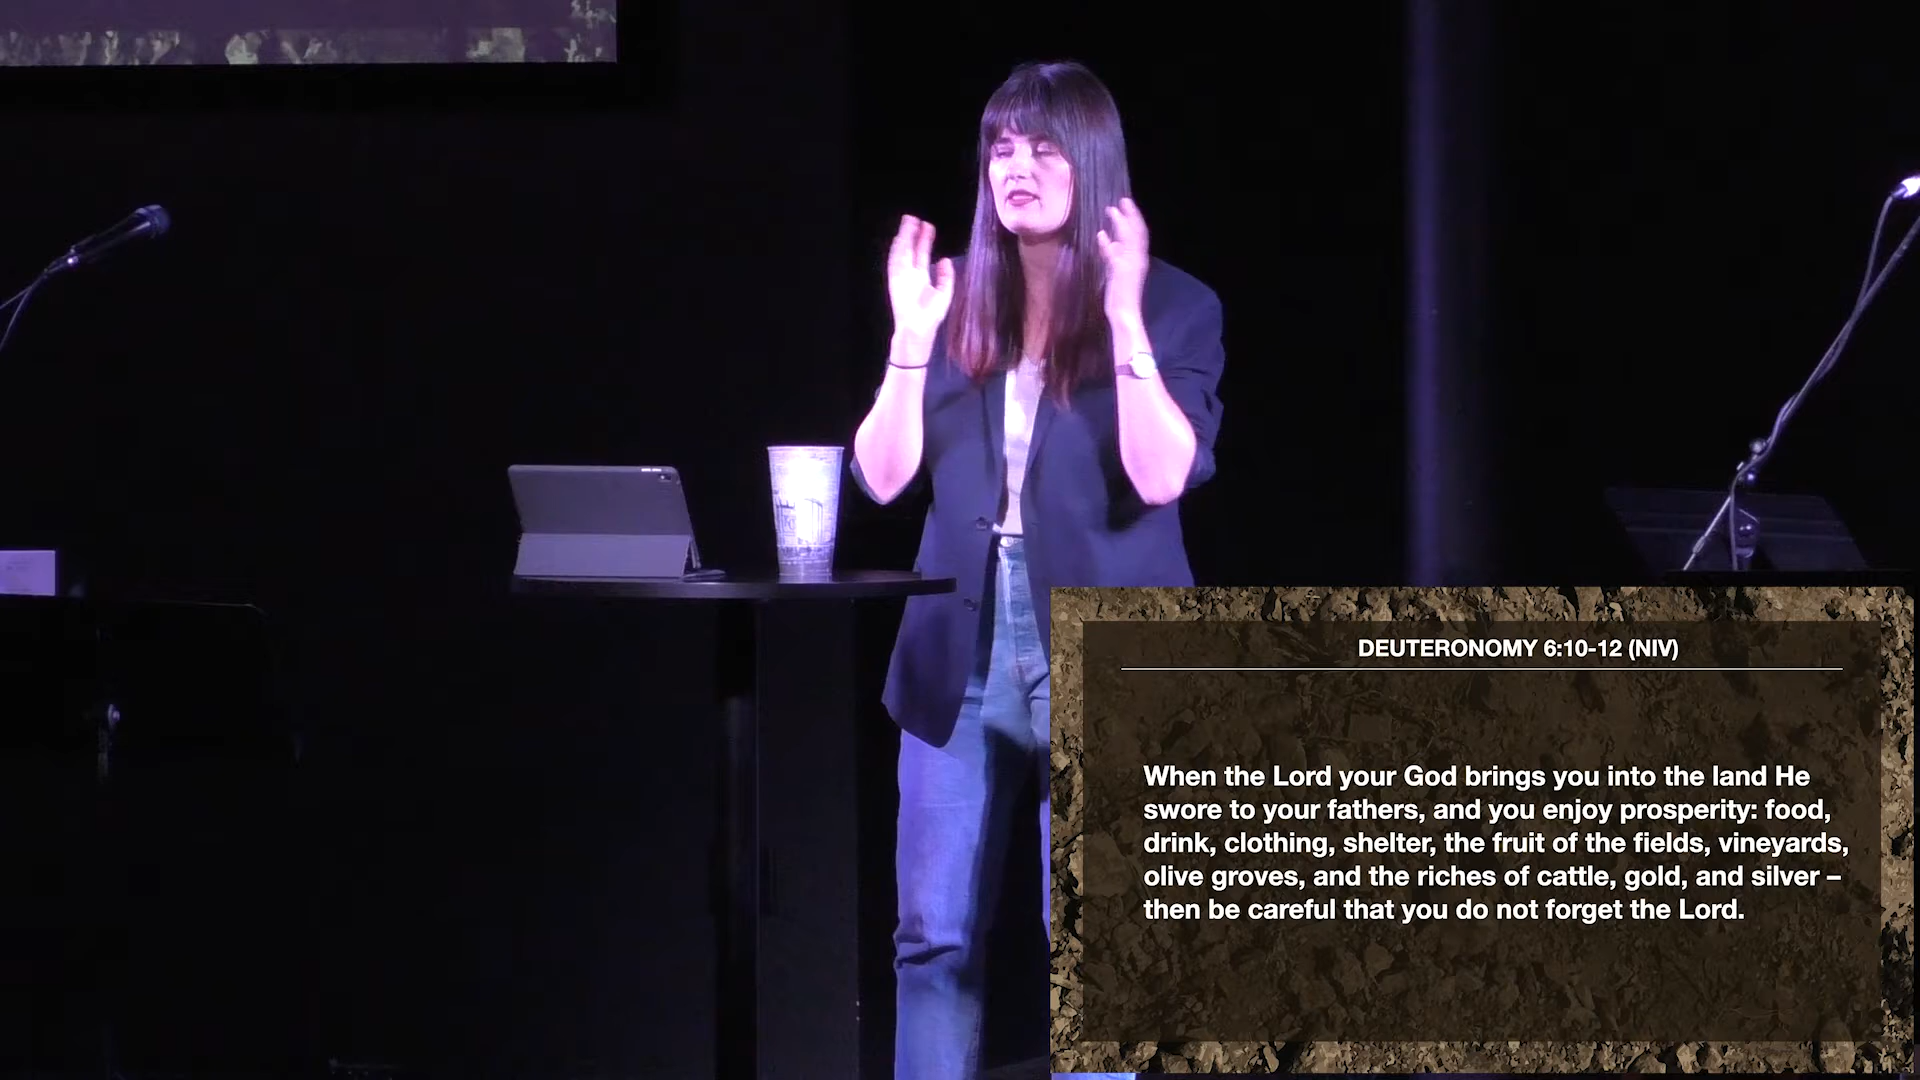 DEUTERONOMY 6:10-12 (NIV)
When the Lord your God brings you into the land He
swore to your fathers, and you enjoy prosperity: food,
drink, clothing, shelter, the fruit of the fields, vineyards,
olive groves, and the riches of cattle, gold, and silver –
then be careful that you do not forget the Lord.